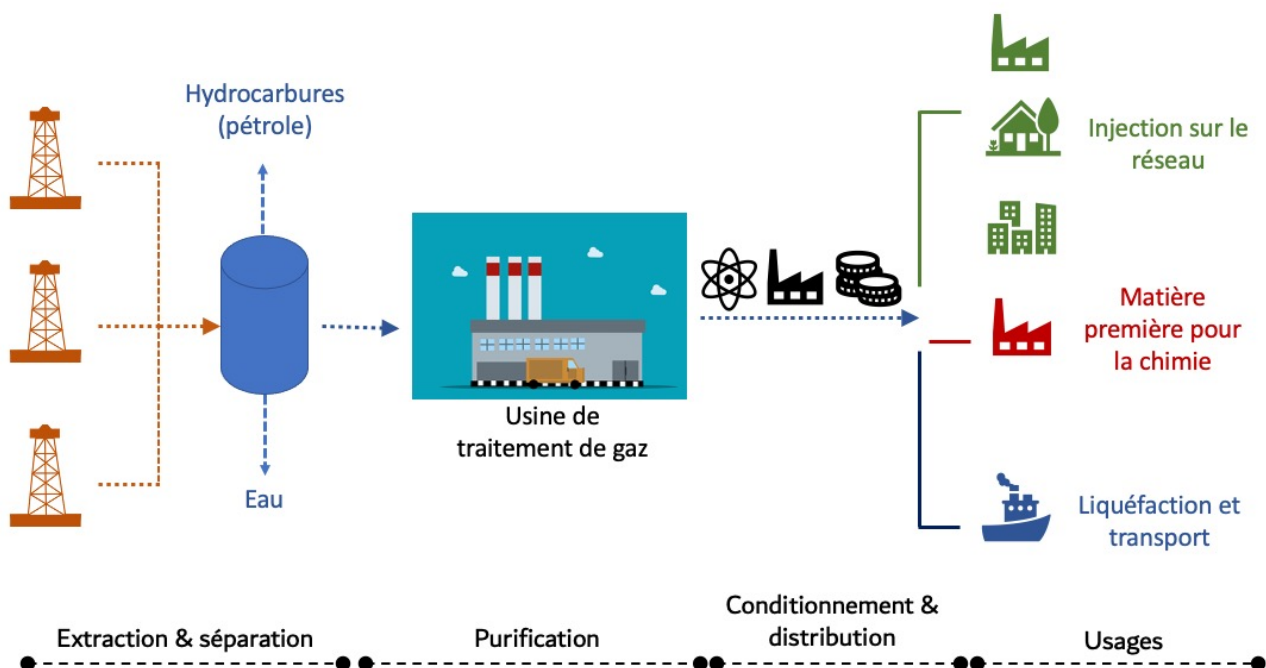 Hydrocarbures
(pétrole)
Eau
Usine de
traitement de gaz
Injection sur le
réseau
Matière
première pour
la chimie
Liquéfaction et
transport
Extraction & séparation
Purification
Conditionnement &
distribution
Usages